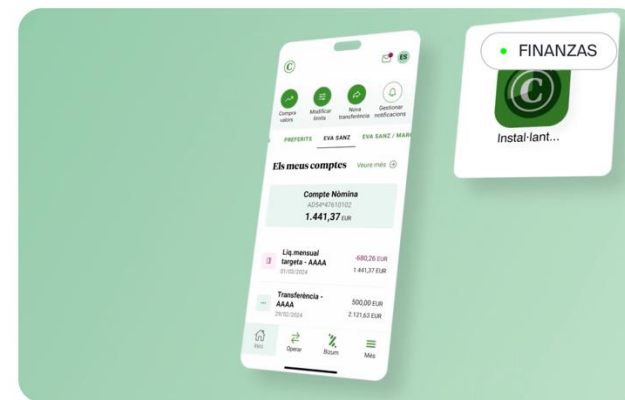 FINANZAS
C
Instal·lant...
C
ES
Compra
valors
Modificar
límits
Nova
transferència
Gestionar
notificacions
PREFERITS EVA SANZ EVA SANZ / MAR
Els meus comptes Veure més
Compte Nòmina
AD54*47610102
1.441,37 EUR
Liq.mensual
targeta - AAAA -680,26 EUR
01/03/2024 1.441,37 EUR
Transferència -
AAAA 500,00 EUR
29/02/2024 2.121,63 EUR
Inici Operar Bizum Més